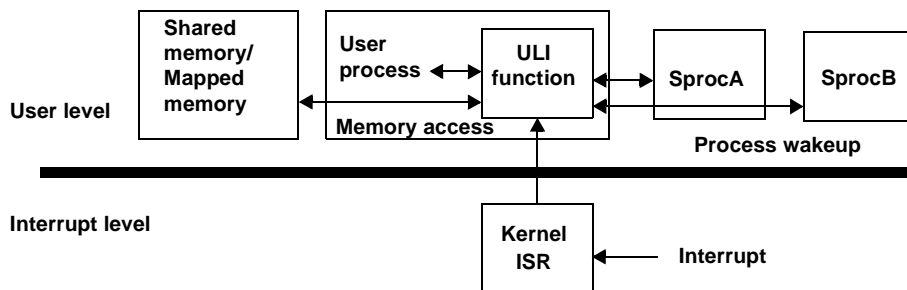 Shared
memory/
Mapped
memory
User
process
ULI
function
SprocA
SprocB
User level
Memory access
Process wakeup
Interrupt level
Kernel
ISR
Interrupt